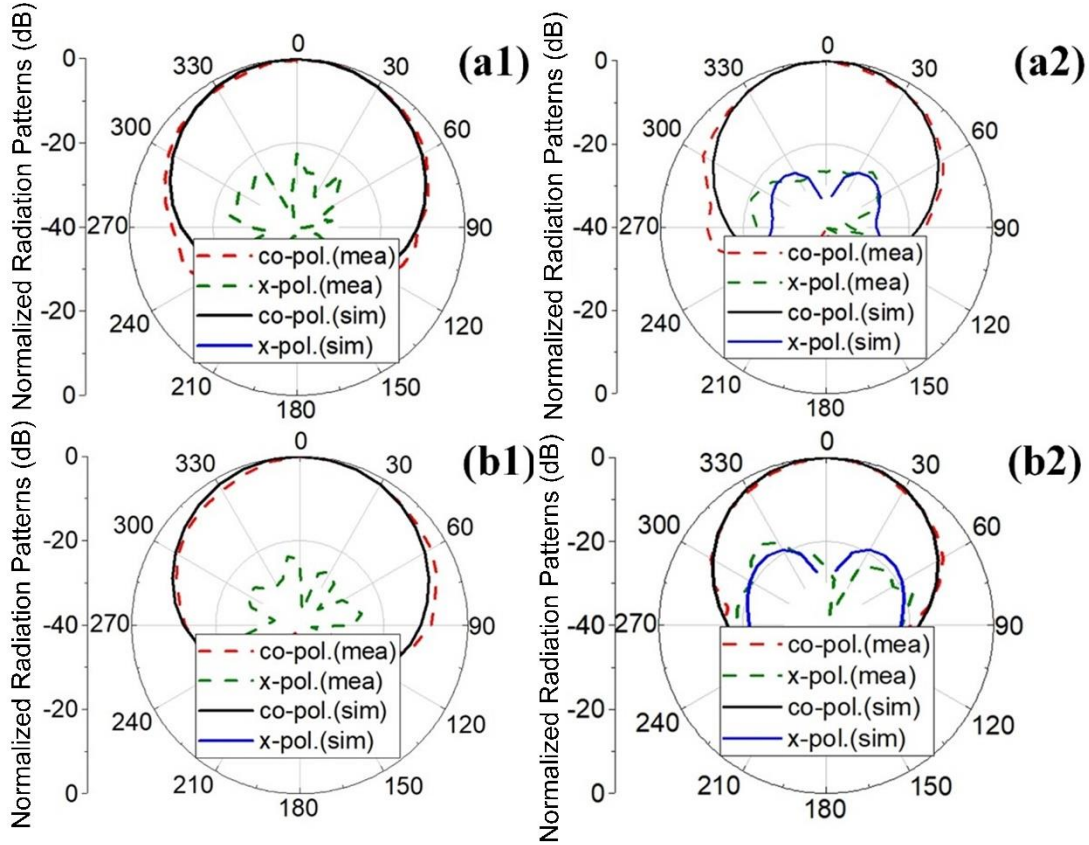 Normalized Radiation Patterns (dB)
0
-20
-40
-20
0
0
30
60
90
120
150
180
210
240
270
300
330
(a1)
co-pol.(mea)
x-pol.(mea)
co-pol.(sim)
x-pol.(sim)
Normalized Radiation Patterns (dB)
0
-20
-40
-20
0
0
30
60
90
120
150
180
210
240
270
300
330
(a2)
co-pol.(mea)
x-pol.(mea)
co-pol.(sim)
x-pol.(sim)
Normalized Radiation Patterns (dB)
0
-20
-40
-20
0
0
30
60
90
120
150
180
210
240
270
300
330
(b1)
co-pol.(mea)
x-pol.(mea)
co-pol.(sim)
x-pol.(sim)
Normalized Radiation Patterns (dB)
0
-20
-40
-20
0
0
30
60
90
120
150
180
210
240
270
300
330
(b2)
co-pol.(mea)
x-pol.(mea)
co-pol.(sim)
x-pol.(sim)